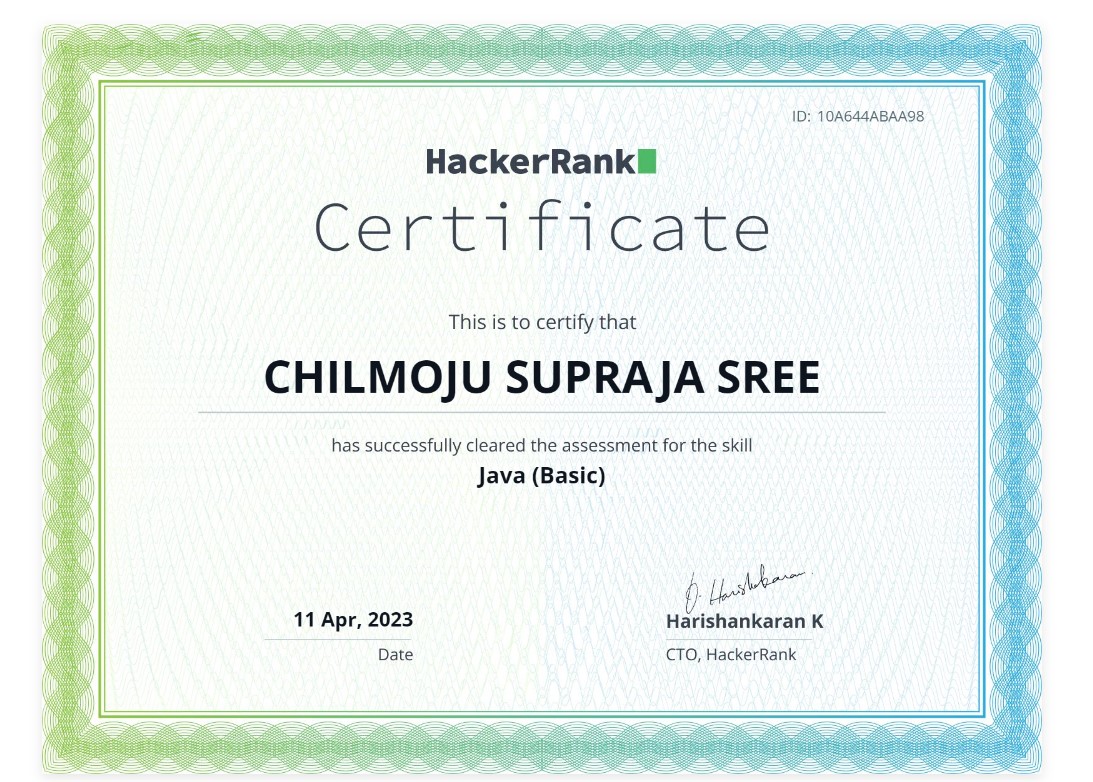 ID: 10A644ABAA98
HackerRank
Certificate
This is to certify that
CHILMOJU SUPRAJA SREE
has successfully cleared the assessment for the skill
Java (Basic)
O. Harishankaran
11 Apr, 2023
Harishankaran K
Date
CTO, HackerRank